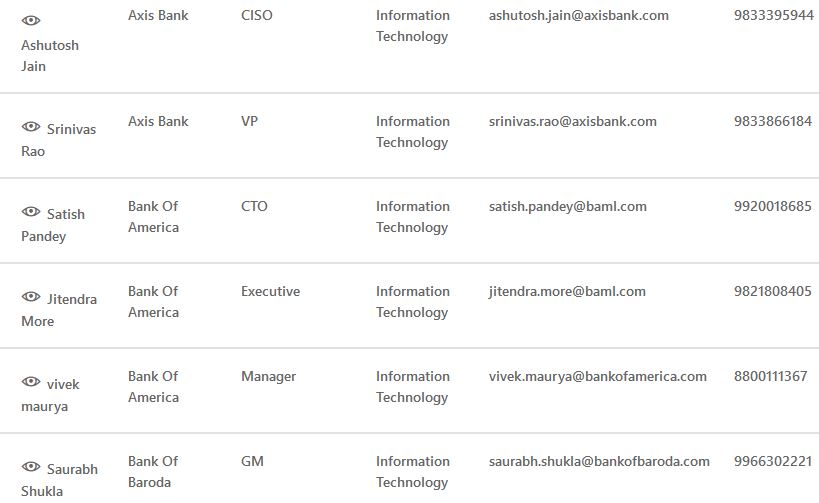 Axis Bank CISO Information ashutosh.jain@axisbank.com 9833395944
Technology
Ashutosh
Jain
Axis Bank VP Information srinivas.rao@axisbank.com 9833866184
Srinivas Technology
Rao
Bank Of CTO Information satish.pandey@baml.com 9920018685
Satish America Technology
Pandey
Bank Of Executive Information jitendra.more@baml.com 9821808405
Jitendra America Technology
More
Bank Of Manager Information vivek.maurya@bankofamerica.com 8800111367
vivek America Technology
maurya
Bank Of GM Information saurabh.shukla@bankofbaroda.com 9966302221
Saurabh Baroda Technology
Shukla